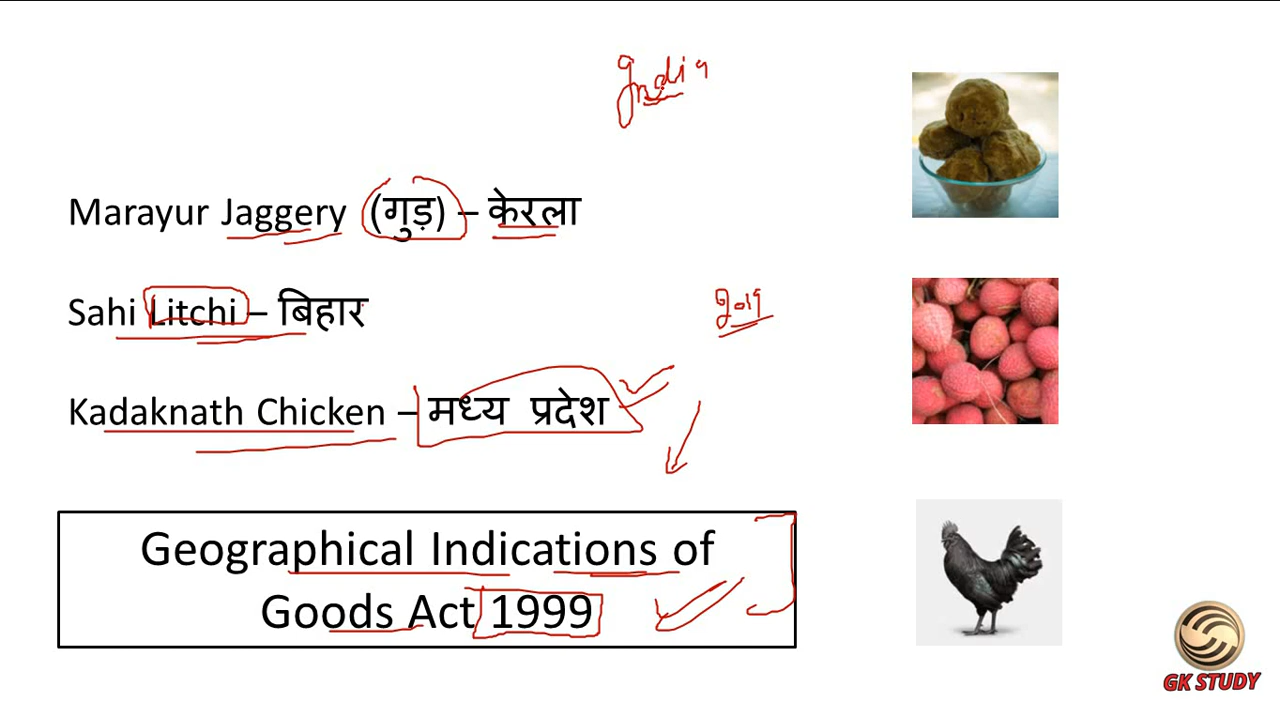 India
Marayur Jaggery (गुड़) – केरला
Sahi Litchi – बिहार
2019
Kadaknath Chicken – मध्य प्रदेश
Geographical Indications of
Goods Act 1999
GK STUDY